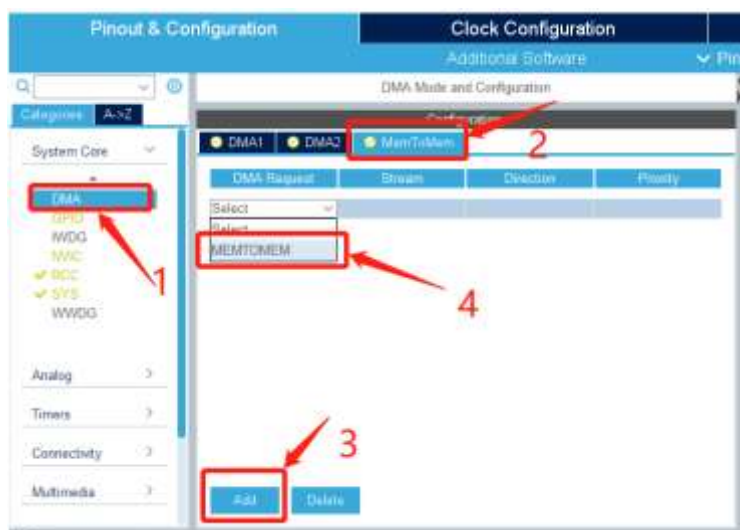 Pinout & Configuration
Clock Configuration
Additional Software
Pin
DMA Mode and Configuration
Categories
A->Z
Configuration
2
System Core
DMA1
DMA2
MemToMem
DMA Request
Stream
Direction
Priority
DMA
GPIO
IWDG
NVIC
RCC
SYS
WWDG
1
Select
Select
MEMTOMEM
4
Analog
Timers
Connectivity
Multimedia
3
Add
Delete